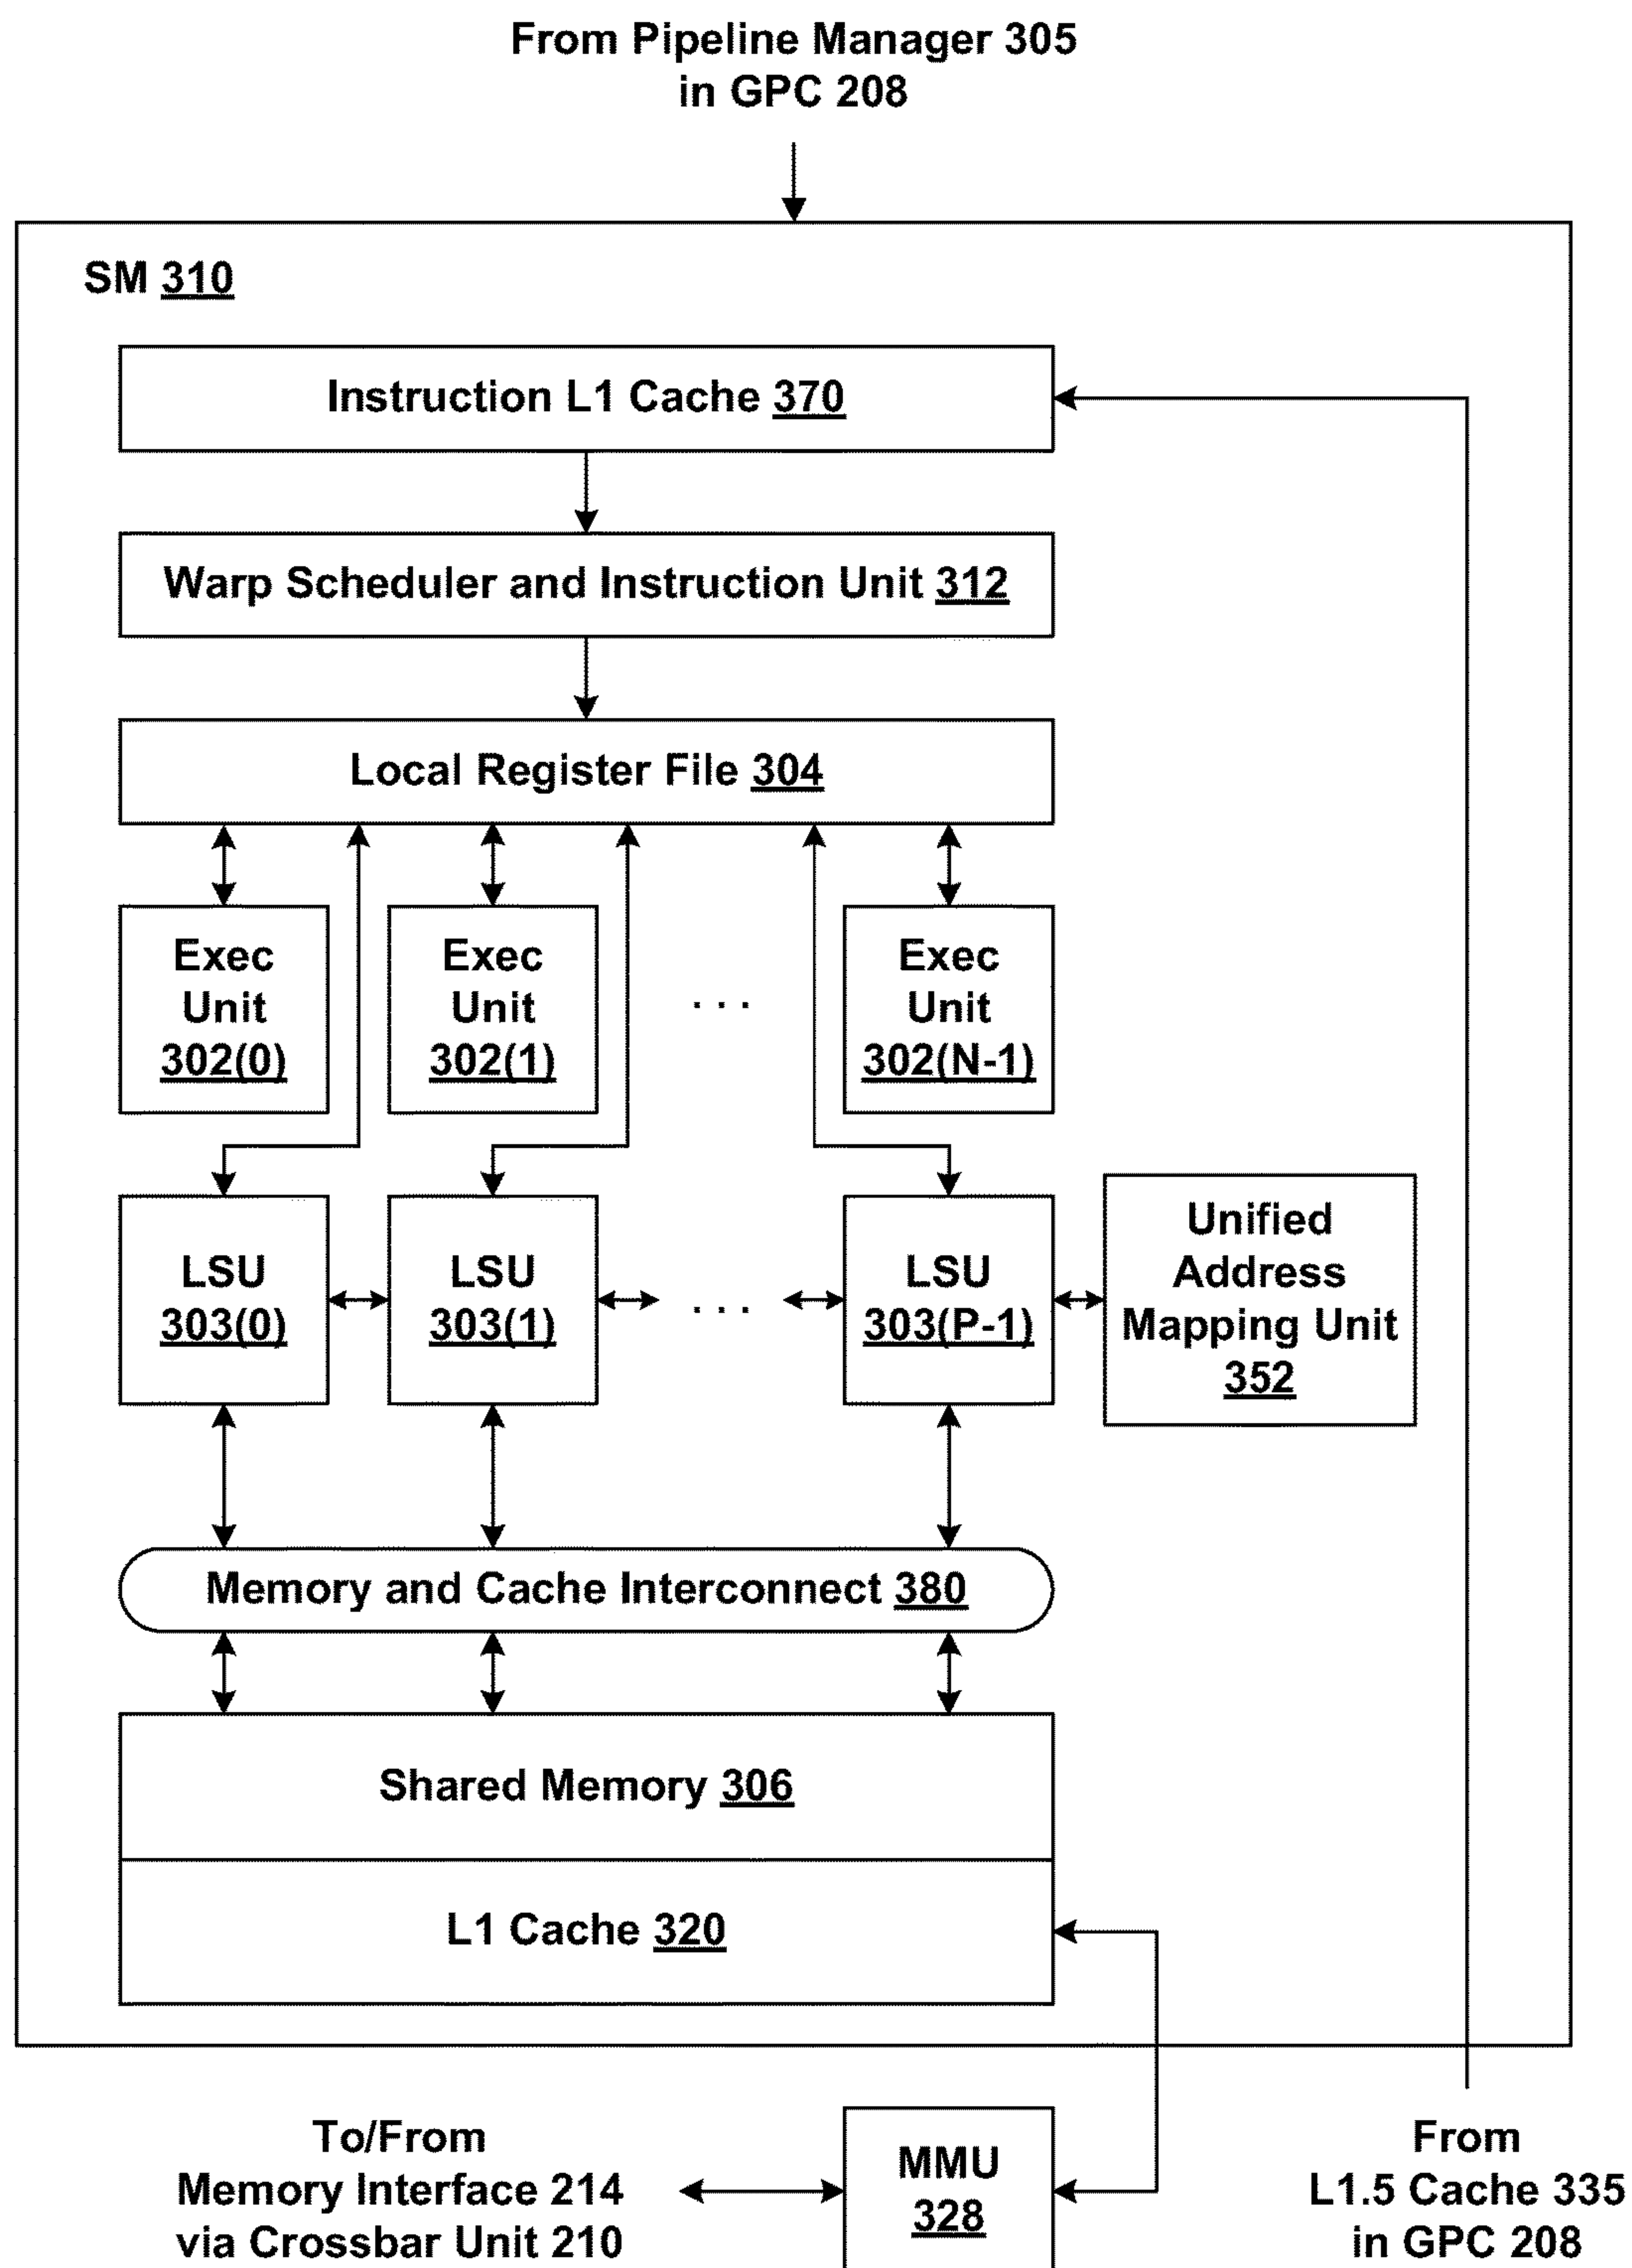 From Pipeline Manager 305
in GPC 208
SM 310
Instruction L1 Cache 370
Warp Scheduler and Instruction Unit 312
Local Register File 304
Exec
Unit
302(0)
Exec
Unit
302(1)
. . .
Exec
Unit
302(N-1)
LSU
303(0)
LSU
303(1)
. . .
LSU
303(P-1)
Unified
Address
Mapping Unit
352
Memory and Cache Interconnect 380
Shared Memory 306
L1 Cache 320
To/From
Memory Interface 214
via Crossbar Unit 210
MMU
328
From
L1.5 Cache 335
in GPC 208